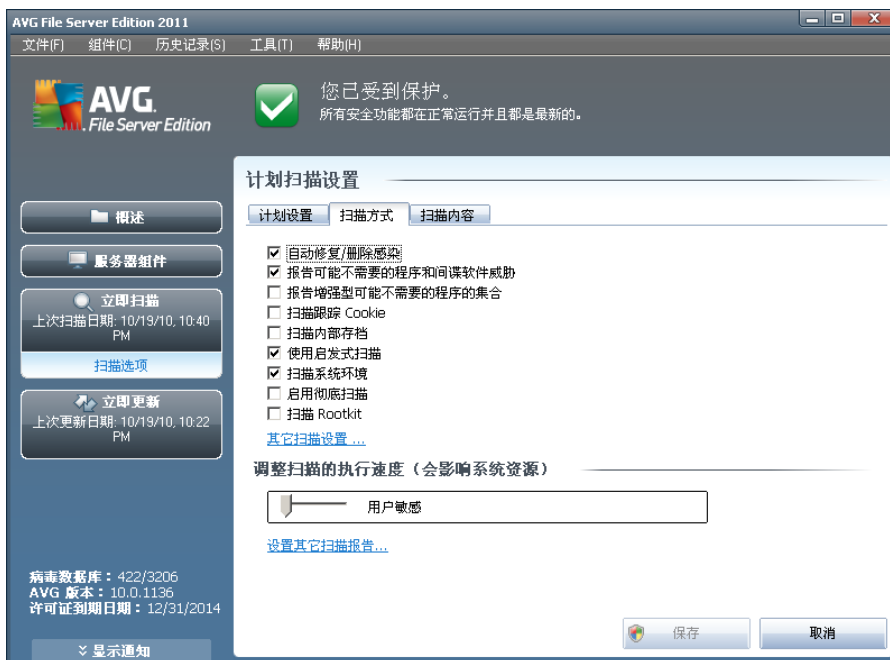 AVG File Server Edition 2011
文件(F) 组件(C) 历史记录(S) 工具(T) 帮助(H)
AVG.
File Server Edition
您已受到保护。
所有安全功能都在正常运行并且都是最新的。
概述
服务器组件
立即扫描
上次扫描日期: 10/19/10, 10:40
PM
扫描选项
立即更新
上次更新日期: 10/19/10, 10:22
PM
病毒数据库：422/3206
AVG 版本：10.0.1136
许可证到期日期：12/31/2014
显示通知
计划扫描设置
计划设置 扫描方式 扫描内容
自动修复/删除感染
报告可能不需要的程序和间谍软件威胁
报告增强型可能不需要的程序的集合
扫描跟踪 Cookie
扫描内部存档
使用启发式扫描
扫描系统环境
启用彻底扫描
扫描 Rootkit
其它扫描设置 ...
调整扫描的执行速度（会影响系统资源）
用户敏感
设置其它扫描报告...
保存 取消